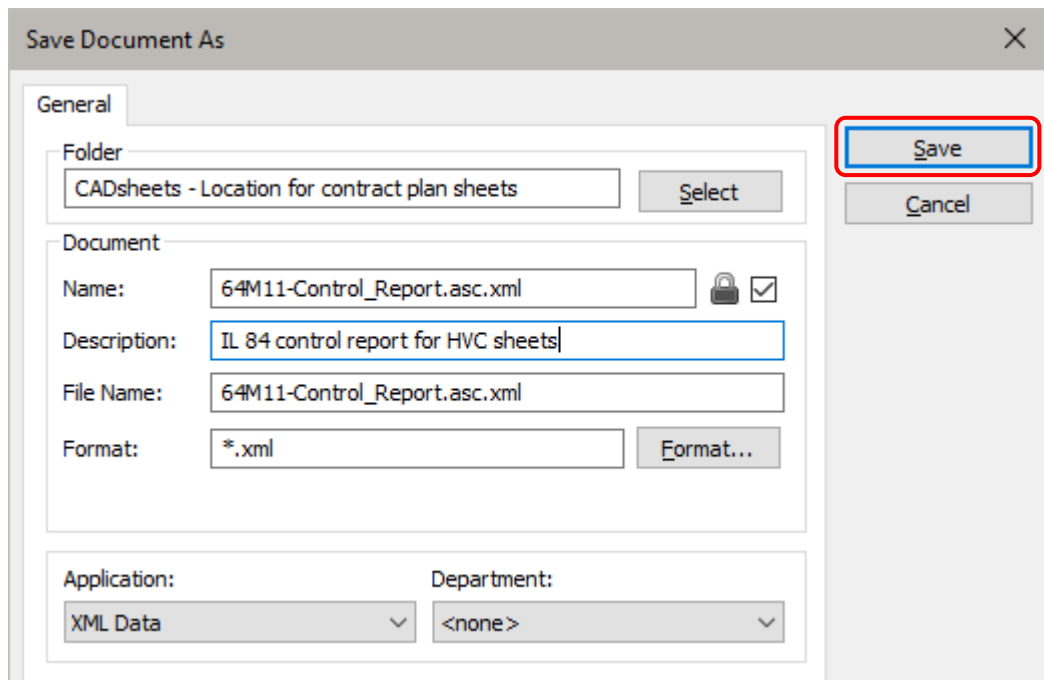 Save Document As
General
Folder
CADsheets - Location for contract plan sheets
Select
Save
Cancel
Document
Name: 64M11-Control_Report.asc.xml
Description: IL 84 control report for HVC sheets
File Name: 64M11-Control_Report.asc.xml
Format: *.xml Format...
Application: Department:
XML Data <none>